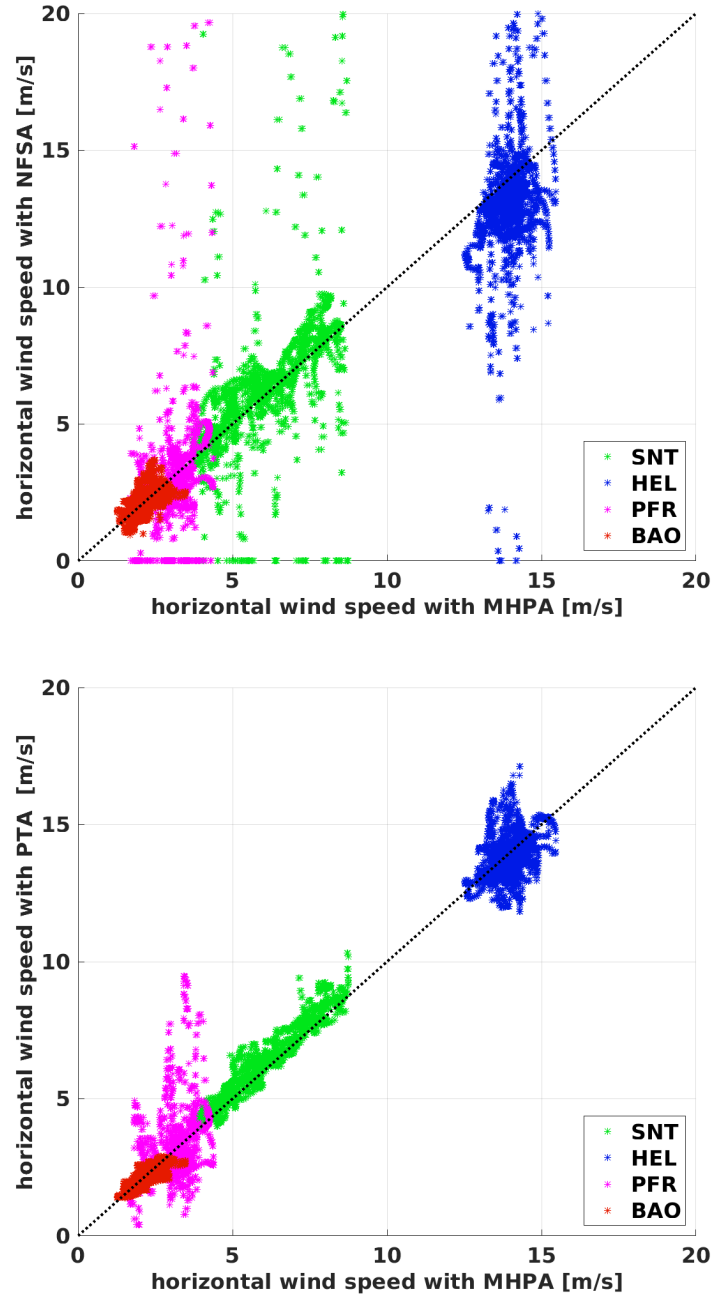 20
15
10
5
0
horizontal wind speed with NFSA [m/s]
SNT
HEL
PFR
BAO
0 5 10 15 20
horizontal wind speed with MHPA [m/s]
20
15
10
5
0
horizontal wind speed with PTA [m/s]
SNT
HEL
PFR
BAO
0 5 10 15 20
horizontal wind speed with MHPA [m/s]